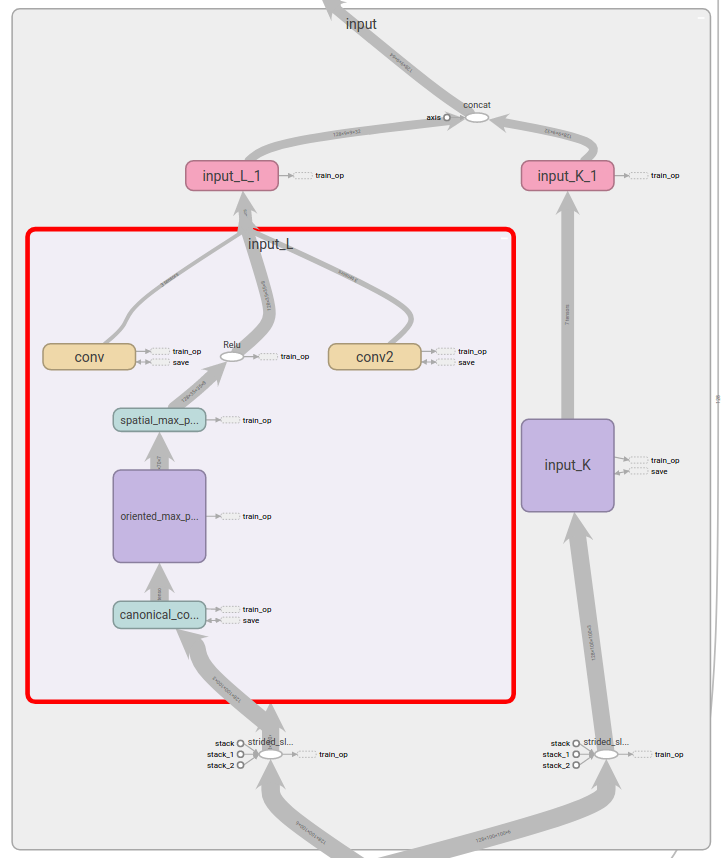 input
concat
axis
input_L_1
train_op
input_K_1
train_op
input_L
conv
train_op
save
Relu
train_op
conv2
train_op
save
spatial_max_p...
train_op
input_K
train_op
save
oriented_max_p...
train_op
canonical_co...
train_op
save
stack
stack_1
stack_2
strided_sl...
train_op
stack
stack_1
stack_2
strided_sl...
train_op